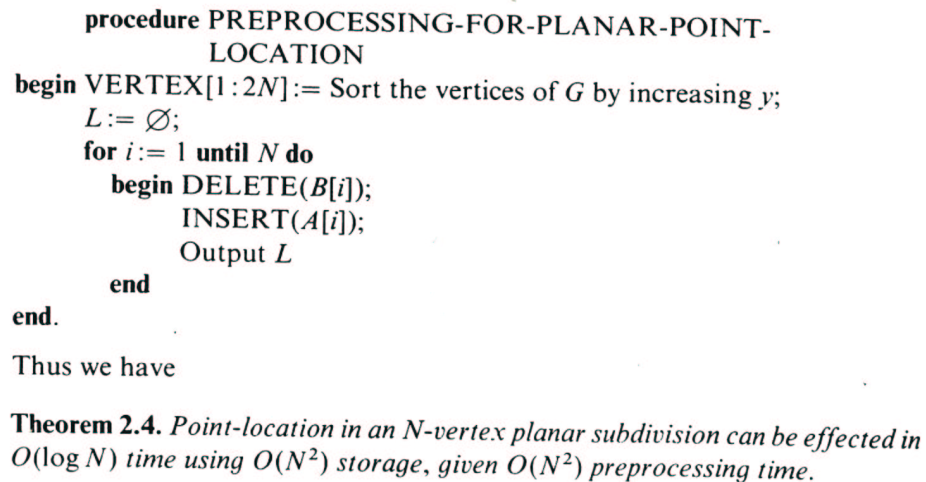 procedure PREPROCESSING-FOR-PLANAR-POINT-
LOCATION
begin VERTEX[1:2N]:= Sort the vertices of G by increasing y;
L:= ∅;
for i:= 1 until N do
begin DELETE(B[i]);
INSERT(A[i]);
Output L
end
end.
Thus we have
Theorem 2.4. Point-location in an N-vertex planar subdivision can be effected in
O(log N) time using O(N²) storage, given O(N²) preprocessing time.